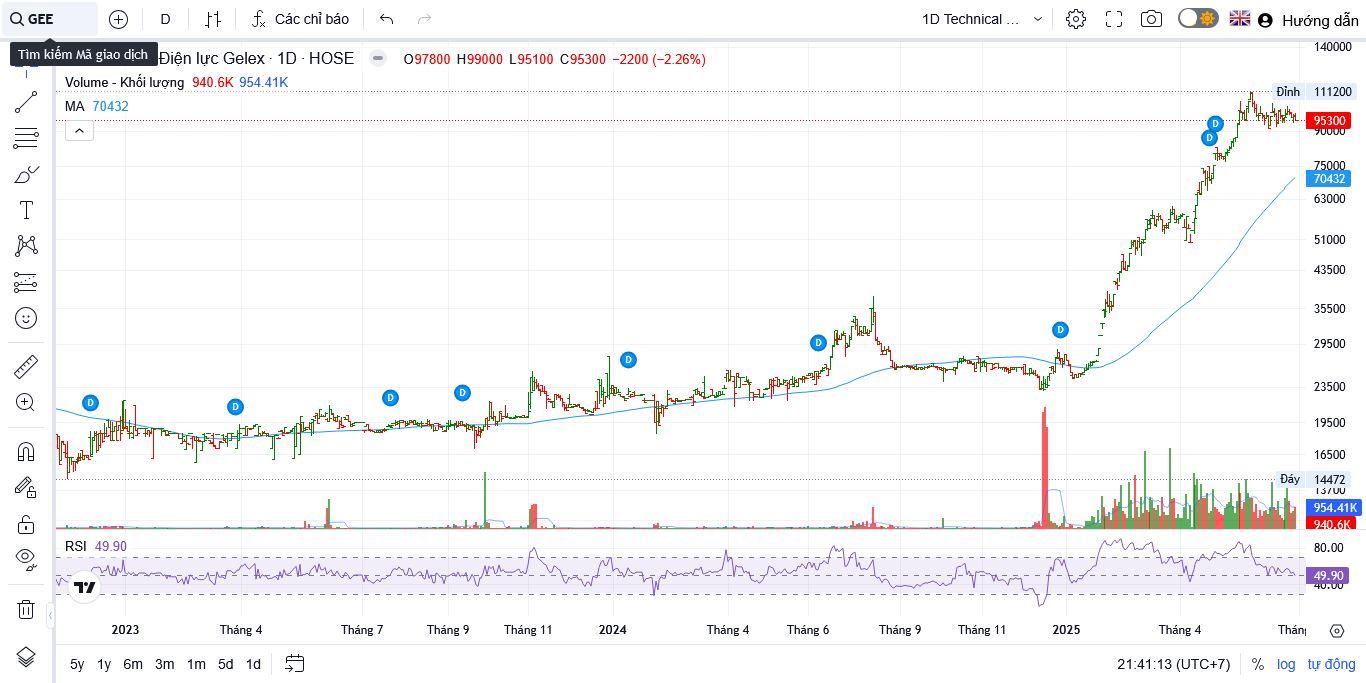 GEE
D
Các chỉ báo
1D Technical ...
Hướng dẫn
Tìm kiếm Mã giao dịch
Điện lực Gelex · 1D · HOSE
O97800 H99000 L95100 C95300 −2200 (−2.26%)
Volume - Khối lượng 940.6K 954.41K
MA 70432
140000
Đỉnh 111200
95300
90000
75000
70432
63000
51000
43500
35500
29500
23500
19500
16500
Đáy 14472
13700
954.41K
940.6K
D
D
D
D
D
D
D
D
D
RSI 49.90
80.00
49.90
40.00
2023
Tháng 4
Tháng 7
Tháng 9
Tháng 11
2024
Tháng 4
Tháng 6
Tháng 9
Tháng 11
2025
Tháng 4
5y 1y 6m 3m 1m 5d 1d
21:41:13 (UTC+7)
% log tự động